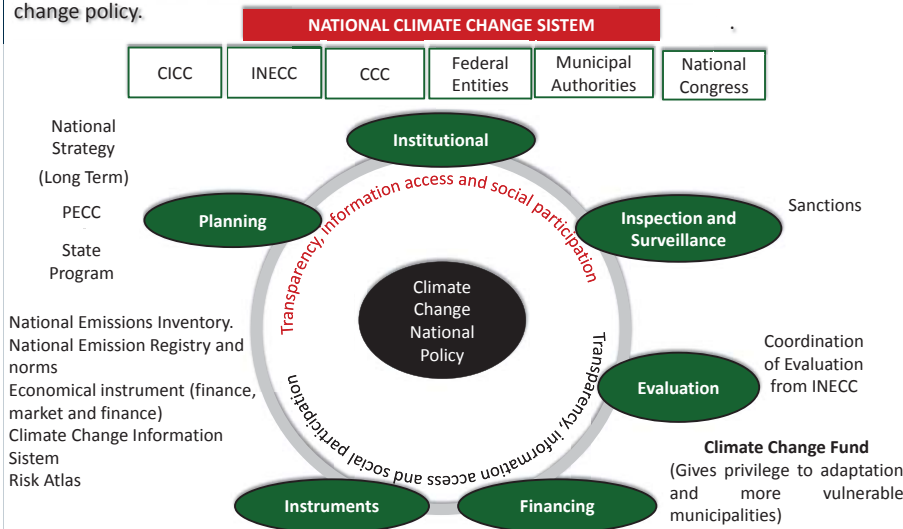 change policy.
NATIONAL CLIMATE CHANGE SISTEM
.
CICC
INECC
CCC
Federal
Entities
Municipal
Authorities
National
Congress
National
Strategy
(Long Term)
PECC
State
Program
Institutional
Planning
Inspection and
Surveillance
Sanctions
Transparency, information access and social participation
Climate
Change
National
Policy
Transparency, information access and social participation
National Emissions Inventory.
National Emission Registry and
norms
Economical instrument (finance,
market and finance)
Climate Change Information
Sistem
Risk Atlas
Evaluation
Coordination
of Evaluation
from INECC
Climate Change Fund
(Gives privilege to adaptation
and more vulnerable
municipalities)
Instruments
Financing